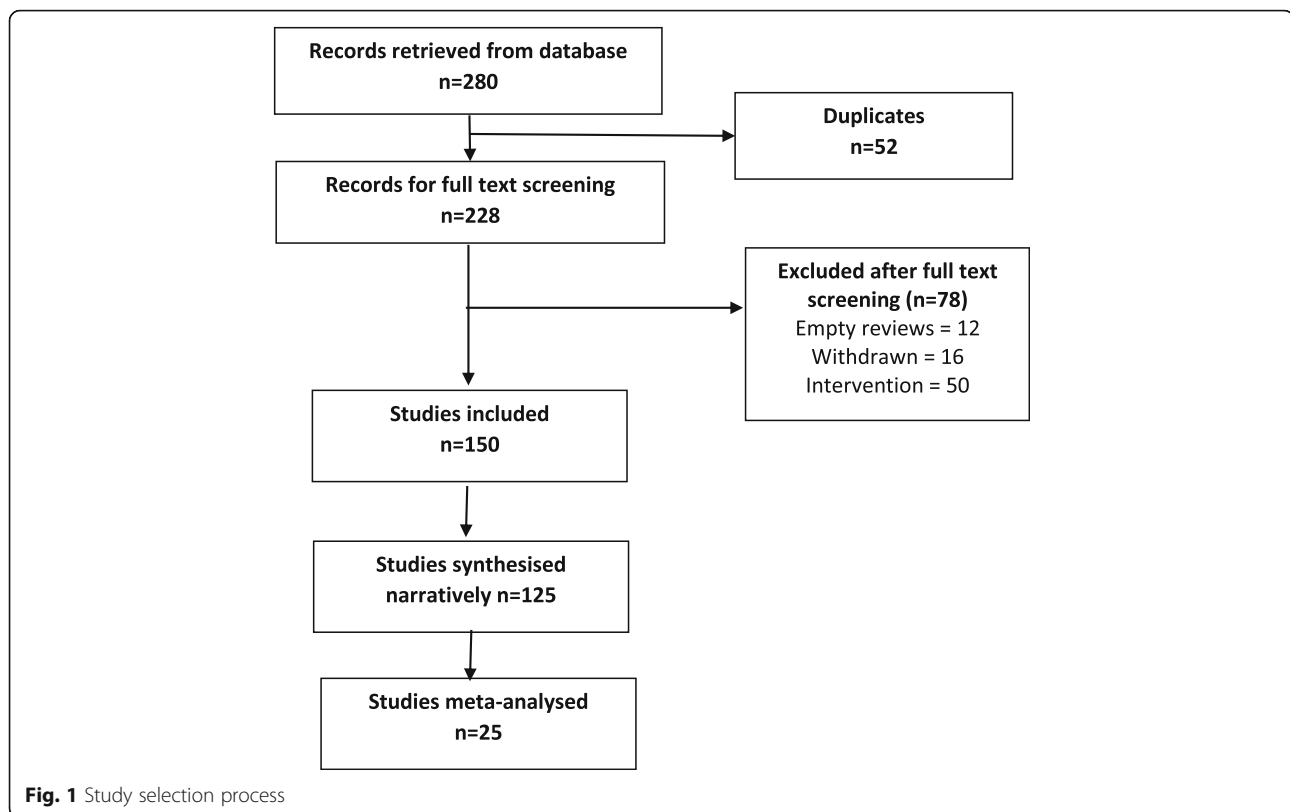 Records retrieved from database
n=280
Duplicates
n=52
Records for full text screening
n=228
Excluded after full text
screening (n=78)
Empty reviews = 12
Withdrawn = 16
Intervention = 50
Studies included
n=150
Studies synthesised
narratively n=125
Studies meta-analysed
n=25
Fig. 1 Study selection process